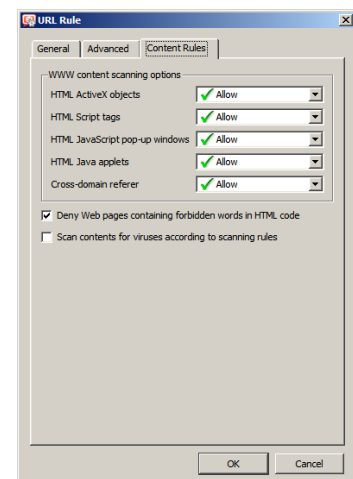 URL Rule
General Advanced Content Rules
WWW content scanning options
HTML ActiveX objects Allow
HTML Script tags Allow
HTML JavaScript pop-up windows Allow
HTML Java applets Allow
Cross-domain referer Allow
Deny Web pages containing forbidden words in HTML code
Scan contents for viruses according to scanning rules
OK Cancel